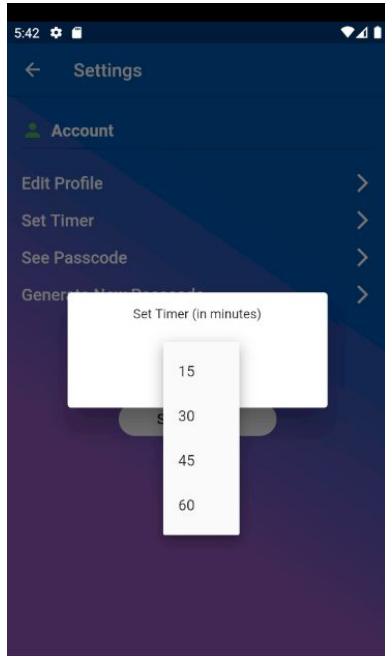 5:42
Settings
Account
Edit Profile
Set Timer
See Passcode
Set Timer (in minutes)
15
30
45
60